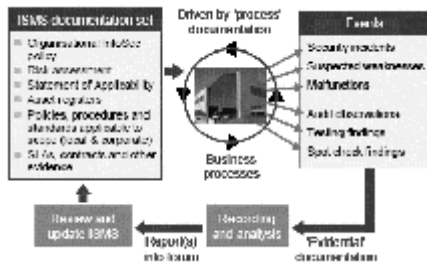 ISMS documentation set
Organisational InfoSec
policy
Risk assessment
Statement of Applicability
Asset registers
Policies, procedures and
standards applicable to
scope (local & corporate)
SLAs, contracts and other
evidence
Driven by 'process'
documentation
Business
processes
Events
Security incidents
Suspected weaknesses
Malfunctions
Audit observations
Testing findings
Spot check findings
Review and
update ISMS
Report(s)
into forum
Recording
and analysis
'Evidential'
documentation